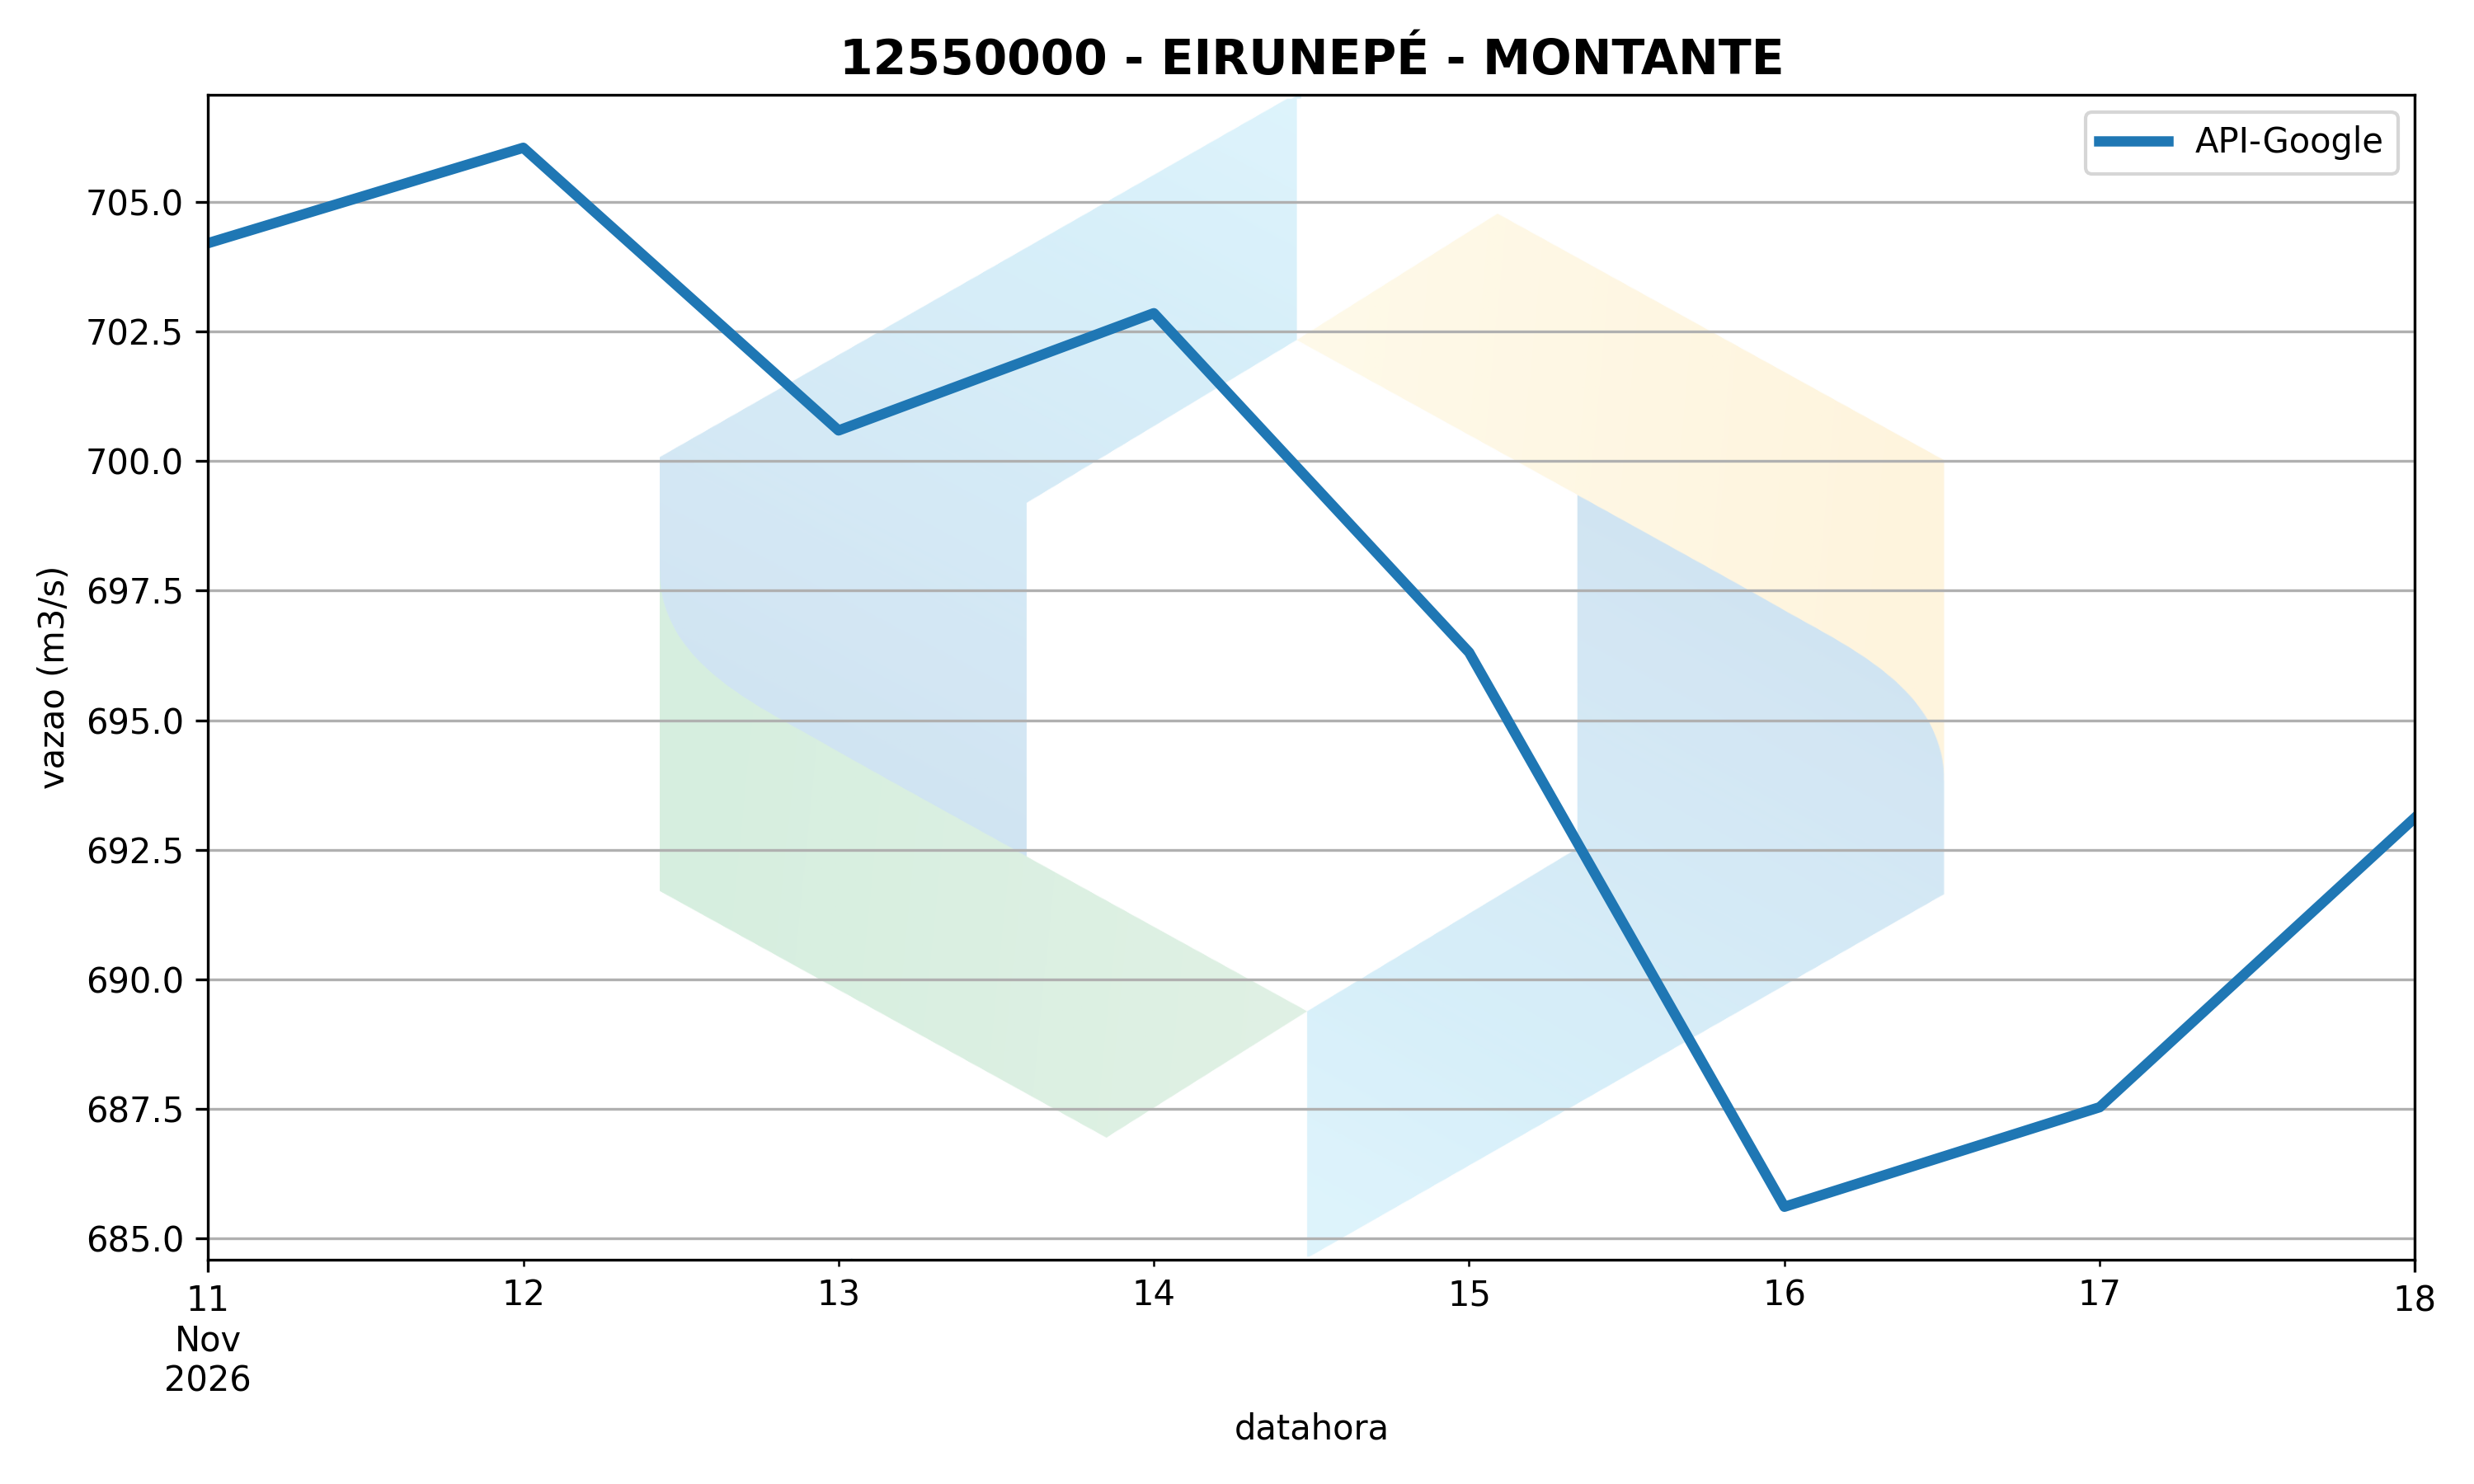 12550000 - EIRUNEPÉ - MONTANTE
API-Google
705.0
702.5
700.0
697.5
695.0
692.5
690.0
687.5
685.0
vazao (m3/s)
11 12 13 14 15 16 17 18
Nov
2026
datahora